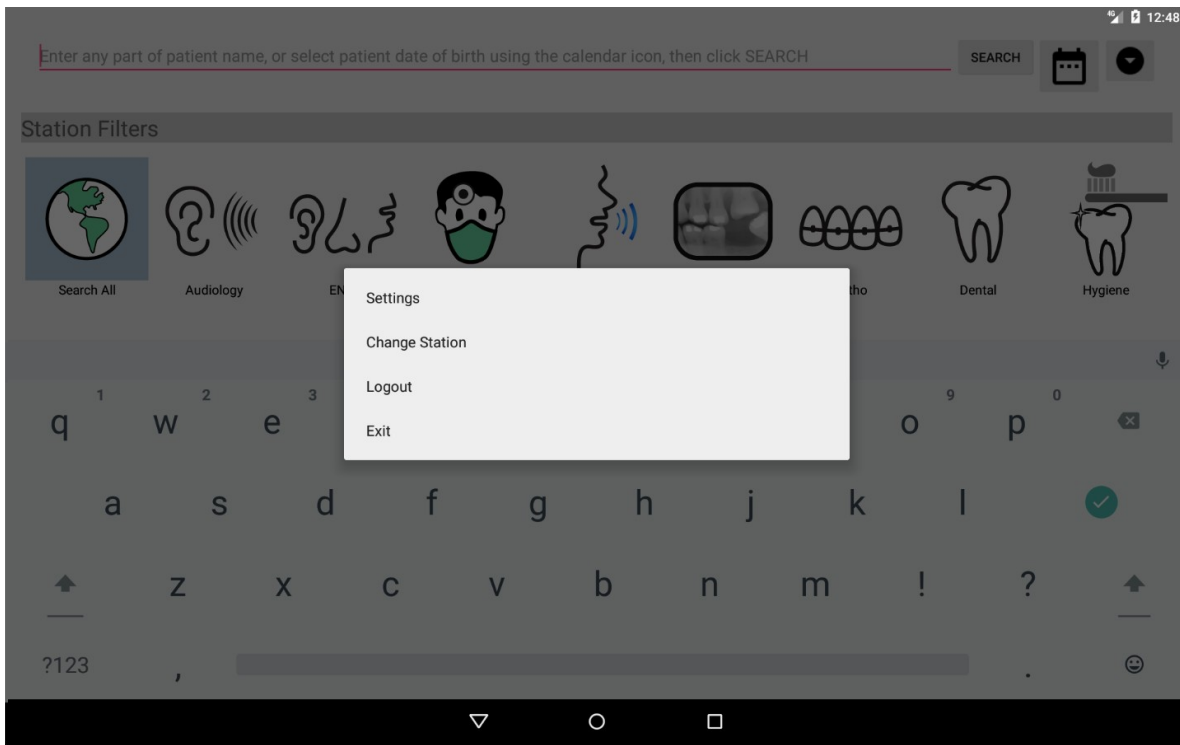 4G 12:48
Enter any part of patient name, or select patient date of birth using the calendar icon, then click SEARCH
SEARCH
Station Filters
Search All Audiology EN tho Dental Hygiene
Settings
Change Station
Logout
Exit
1 2 3 9 0
q w e o p
a s d f g h j k l
z x c v b n m ! ?
?123 , .